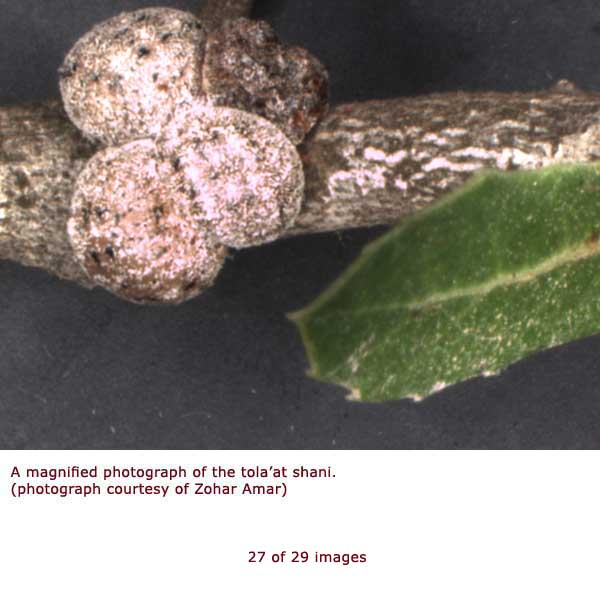 A magnified photograph of the tola’at shani.
(photograph courtesy of Zohar Amar)
27 of 29 images